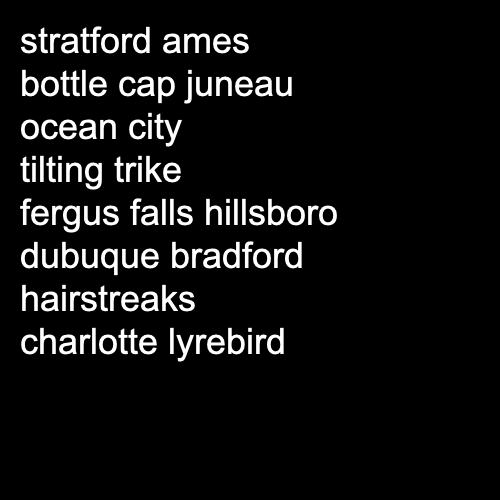 stratford ames
bottle cap juneau
ocean city
tilting trike
fergus falls hillsboro
dubuque bradford
hairstreaks
charlotte lyrebird